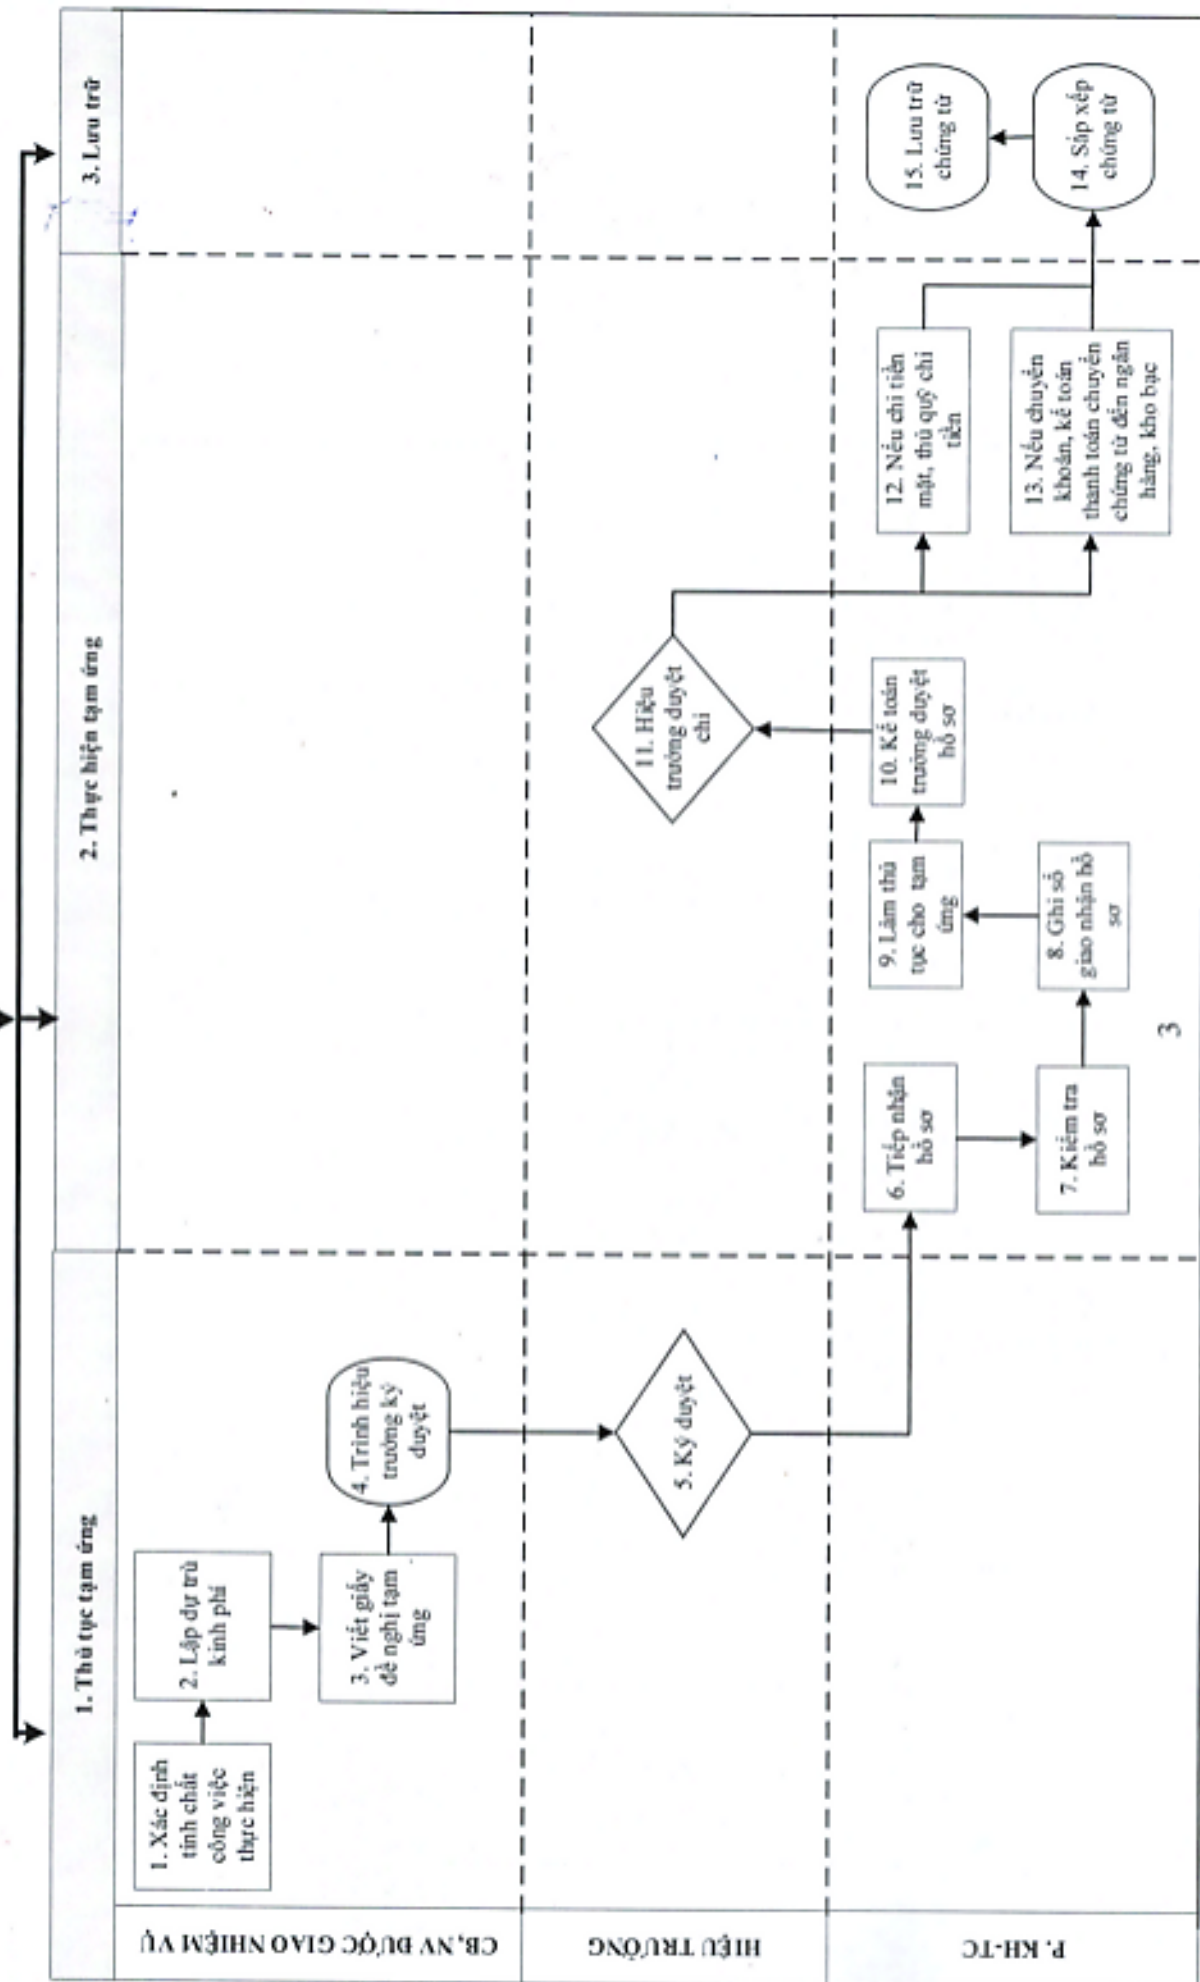 1. Thủ tục tạm ứng
2. Thực hiện tạm ứng
3. Lưu trữ
CB, NV ĐƯỢC GIAO NHIỆM VỤ
1. Xác định
tính chất
công việc
thực hiện
2. Lập dự trù
kinh phí
3. Viết giấy
đề nghị tạm
ứng
4. Trình hiệu
trưởng ký
duyệt
HIỆU TRƯỞNG
5. Ký duyệt
11. Hiệu
trưởng duyệt
chi
P. KH-TC
6. Tiếp nhận
hồ sơ
7. Kiểm tra
hồ sơ
8. Ghi sổ
giao nhận hồ
sơ
9. Làm thủ
tục cho tạm
ứng
10. Kế toán
trưởng duyệt
hồ sơ
12. Nếu chi tiền
mặt, thủ quỹ chi
tiền
13. Nếu chuyển
khoản, kế toán
thanh toán chuyển
chứng từ đến ngân
hàng, kho bạc
14. Sắp xếp
chứng từ
15. Lưu trữ
chứng từ
3